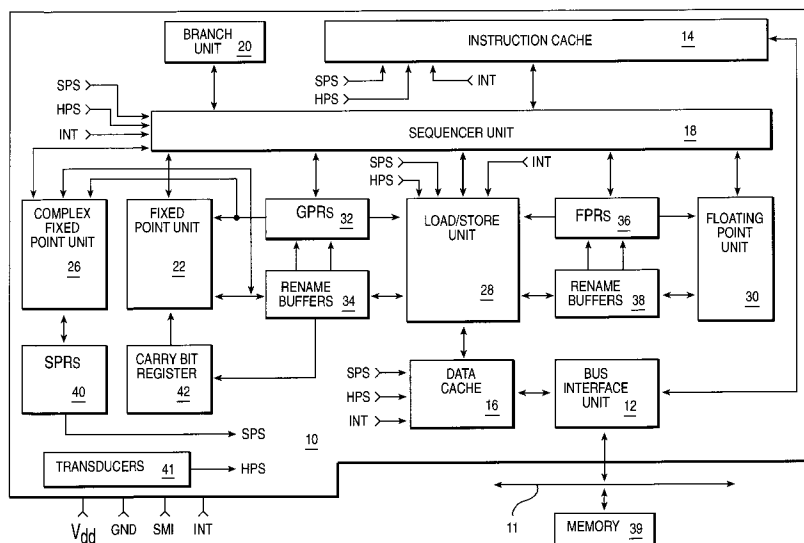 BRANCH
UNIT 20
INSTRUCTION CACHE 14
SPS
HPS
INT
SPS
HPS
INT
SEQUENCER UNIT 18
SPS
HPS
INT
COMPLEX
FIXED
POINT UNIT
26
FIXED
POINT UNIT
22
GPRS 32
LOAD/STORE
UNIT
28
FPRS 36
FLOATING
POINT UNIT
30
RENAME
BUFFERS 34
RENAME
BUFFERS 38
SPRS
40
CARRY BIT
REGISTER
42
SPS
HPS
INT
DATA
CACHE
16
BUS
INTERFACE
UNIT 12
SPS
10
TRANSDUCERS 41
HPS
Vdd GND SMI INT
11
MEMORY 39